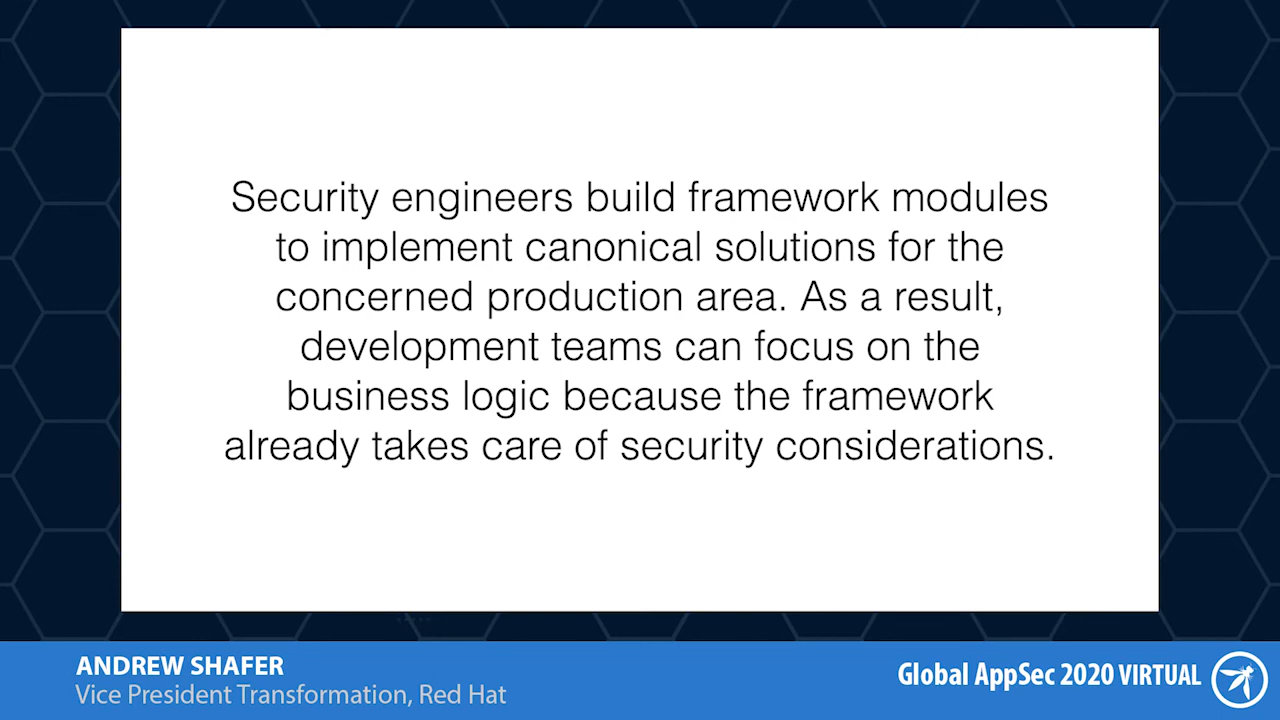 Security engineers build framework modules
to implement canonical solutions for the
concerned production area. As a result,
development teams can focus on the
business logic because the framework
already takes care of security considerations.
ANDREW SHAFER
Vice President Transformation, Red Hat
Global AppSec 2020 VIRTUAL